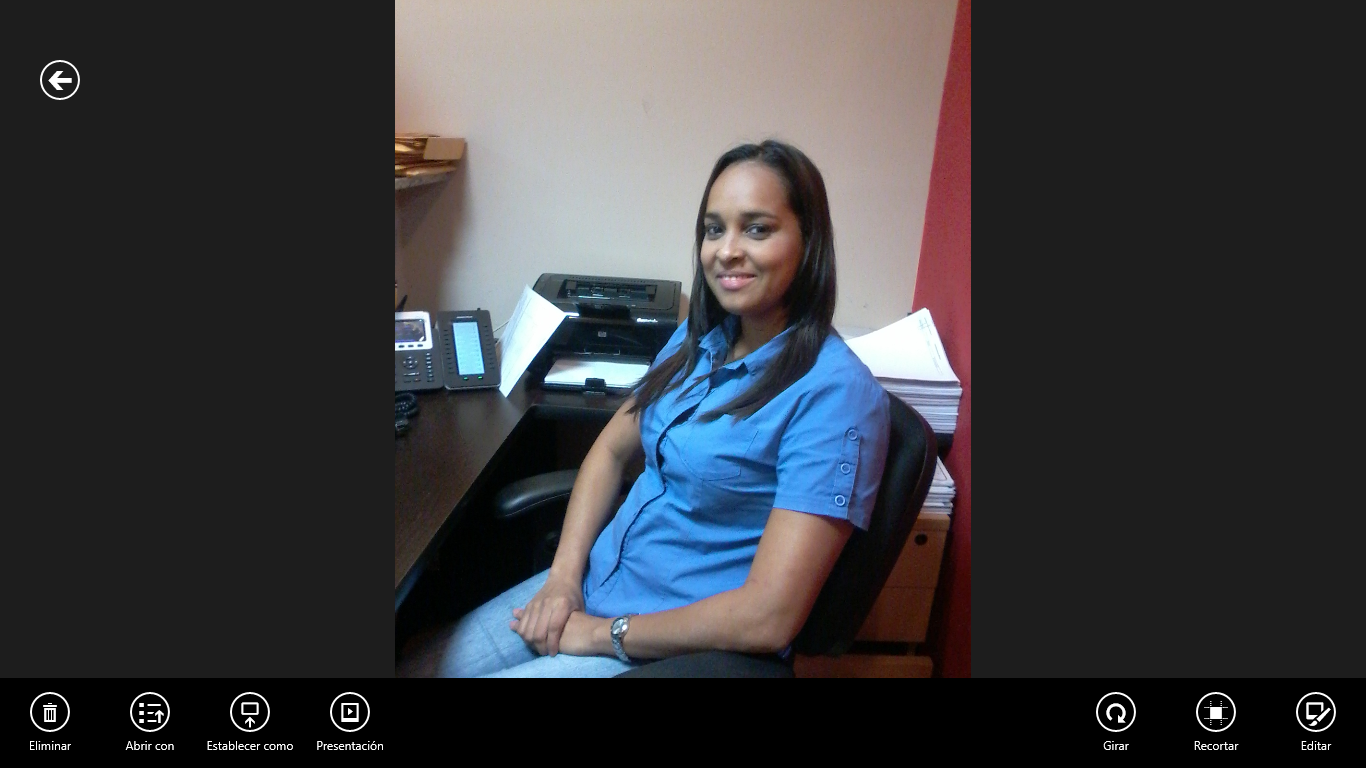 Eliminar
Abrir con
Establecer como
Presentación
Girar
Recortar
Editar